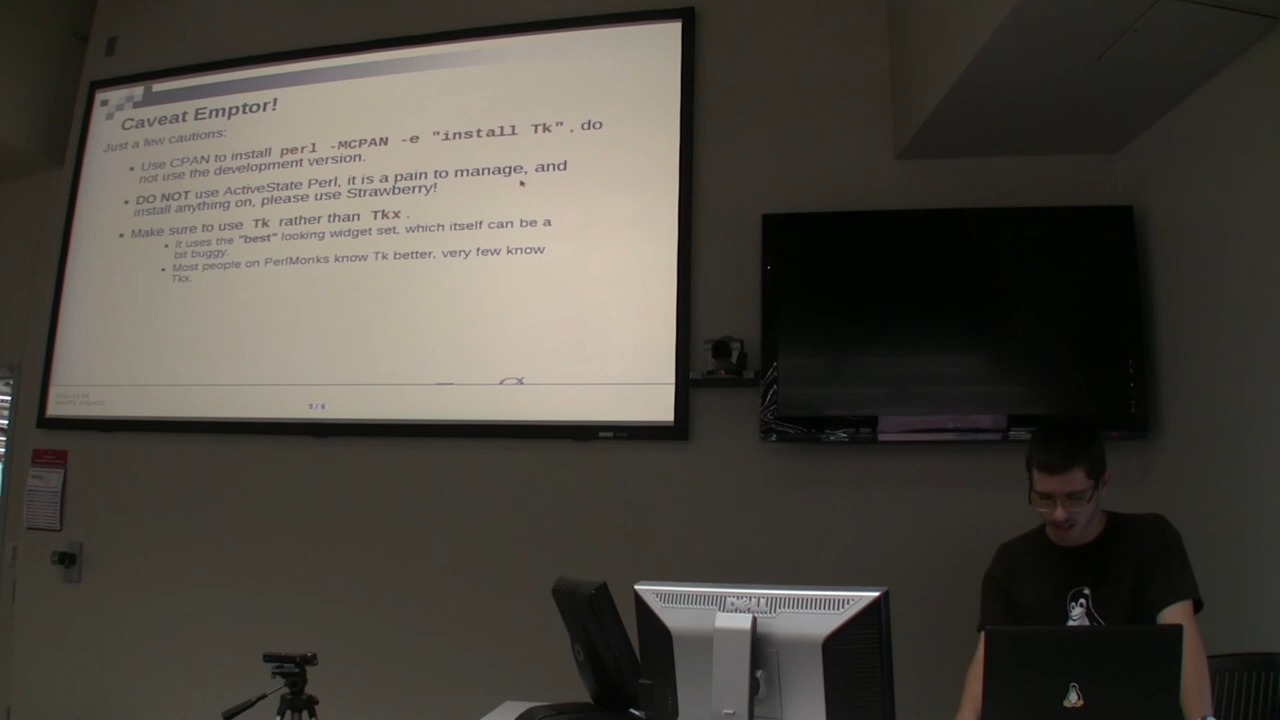 Caveat Emptor!
Just a few cautions:
Use CPAN to install perl -MCPAN -e "install Tk", do
not use the development version.
DO NOT use ActiveState Perl, it is a pain to manage, and
install anything on, please use Strawberry!
Make sure to use Tk rather than Tkx.
It uses the "best" looking widget set, which itself can be a
bit buggy.
Most people on PerlMonks know Tk better, very few know
Tkx.
DELL